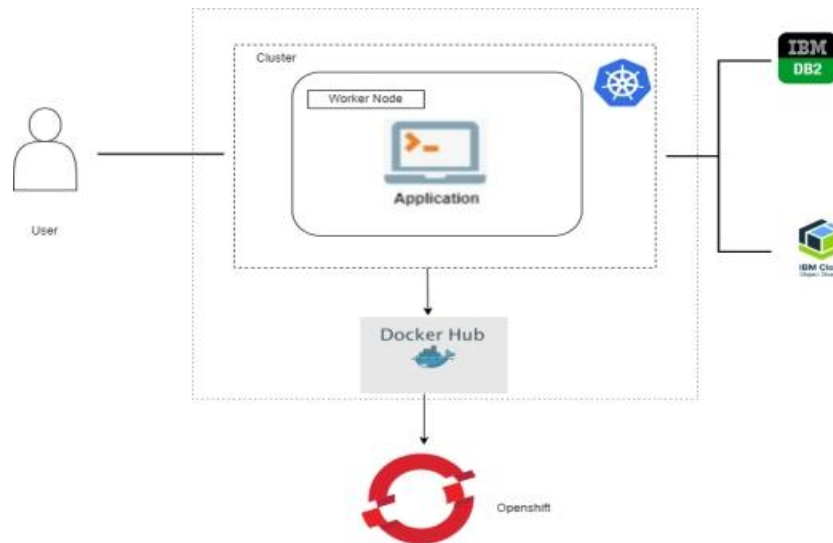 Cluster
Worker Node
Application
User
IBM
DB2
IBM Clo
Docker Hub
Openshift